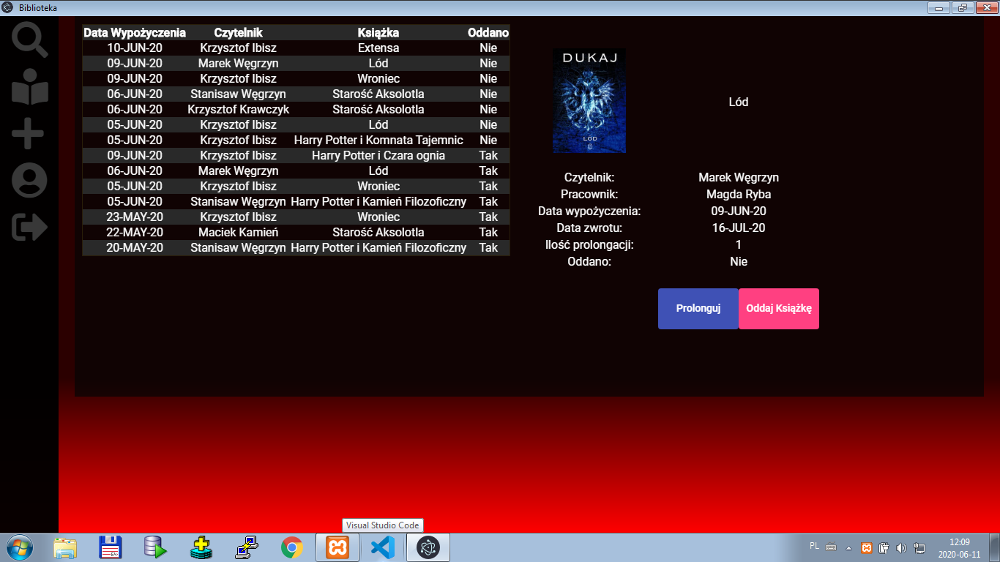 Biblioteka
Data Wypożyczenia Czytelnik Książka Oddano
10-JUN-20 Krzysztof Ibisz Extensa Nie
09-JUN-20 Marek Węgrzyn Lód Nie
09-JUN-20 Krzysztof Ibisz Wroniec Nie
06-JUN-20 Stanisaw Węgrzyn Starość Aksolotla Nie
06-JUN-20 Krzysztof Krawczyk Starość Aksolotla Nie
05-JUN-20 Krzysztof Ibisz Lód Nie
05-JUN-20 Krzysztof Ibisz Harry Potter i Komnata Tajemnic Nie
09-JUN-20 Krzysztof Ibisz Harry Potter i Czara ognia Tak
06-JUN-20 Marek Węgrzyn Lód Tak
05-JUN-20 Krzysztof Ibisz Wroniec Tak
05-JUN-20 Stanisaw Węgrzyn Harry Potter i Kamień Filozoficzny Tak
23-MAY-20 Krzysztof Ibisz Wroniec Tak
22-MAY-20 Maciek Kamień Starość Aksolotla Tak
20-MAY-20 Stanisaw Węgrzyn Harry Potter i Kamień Filozoficzny Tak
DUKAJ
LÓD
Lód
Czytelnik: Marek Węgrzyn
Pracownik: Magda Ryba
Data wypożyczenia: 09-JUN-20
Data zwrotu: 16-JUL-20
Ilość prolongacji: 1
Oddano: Nie
Prolonguj Oddaj Książkę
Visual Studio Code
64
PL
12:09
2020-06-11